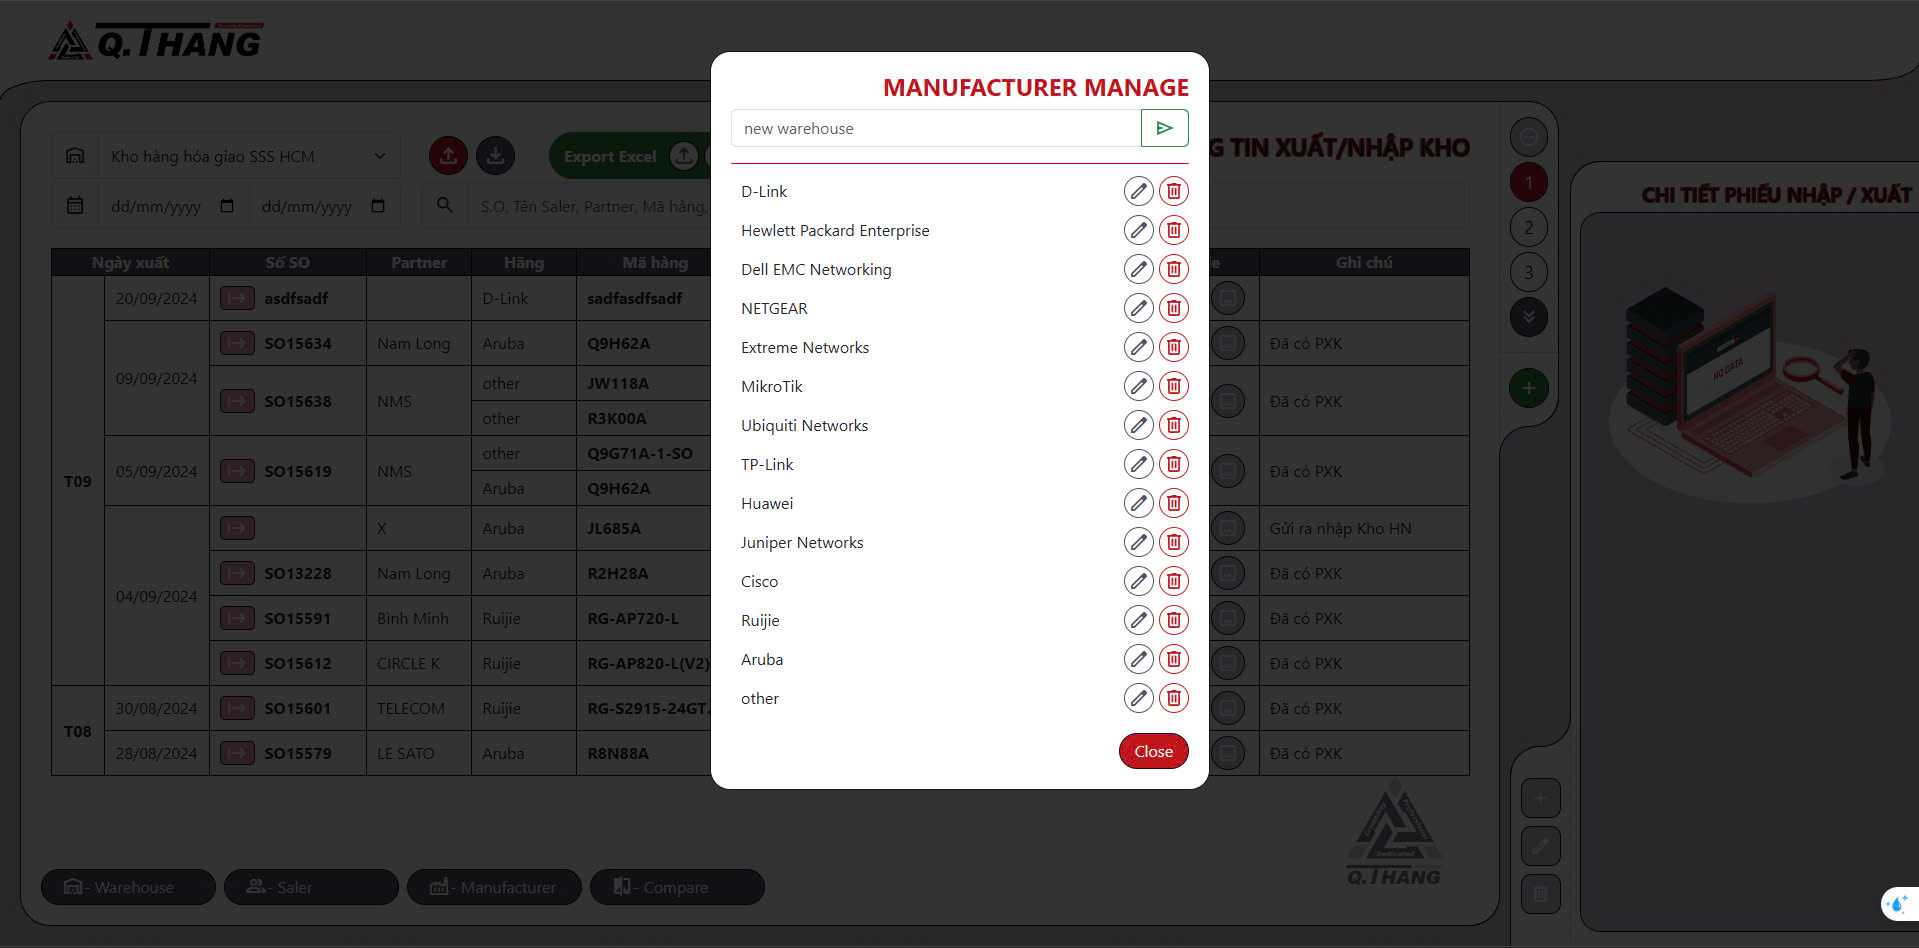 Q.THANG
MANUFACTURER MANAGE
new warehouse
D-Link
Hewlett Packard Enterprise
Dell EMC Networking
NETGEAR
Extreme Networks
MikroTik
Ubiquiti Networks
TP-Link
Huawei
Juniper Networks
Cisco
Ruijie
Aruba
other
Close
Kho hàng hóa giao SSS HCM
Export Excel
G TIN XUẤT/NHẬP KHO
dd/mm/yyyy dd/mm/yyyy S.O, Tên Saler, Partner, Mã hàng,
Ngày xuất Số SO Partner Hãng Mã hàng Ghi chú
T09
20/09/2024 asdfsadf D-Link sadfasdfsadf
09/09/2024 SO15634 Nam Long Aruba Q9H62A Đã có PXK
SO15638 NMS other JW118A Đã có PXK
other R3K00A
05/09/2024 SO15619 NMS other Q9G71A-1-SO Đã có PXK
Aruba Q9H62A
04/09/2024 X Aruba JL685A Gửi ra nhập Kho HN
SO13228 Nam Long Aruba R2H28A Đã có PXK
SO15591 Bình Minh Ruijie RG-AP720-L Đã có PXK
SO15612 CIRCLE K Ruijie RG-AP820-L(V2) Đã có PXK
T08
30/08/2024 SO15601 TELECOM Ruijie RG-S2915-24GT. Đã có PXK
28/08/2024 SO15579 LE SATO Aruba R8N88A Đã có PXK
- Warehouse
- Saler
- Manufacturer
- Compare
1
2
3
CHI TIẾT PHIẾU NHẬP / XUẤT
NO DATA
Dedicated
Q.THANG